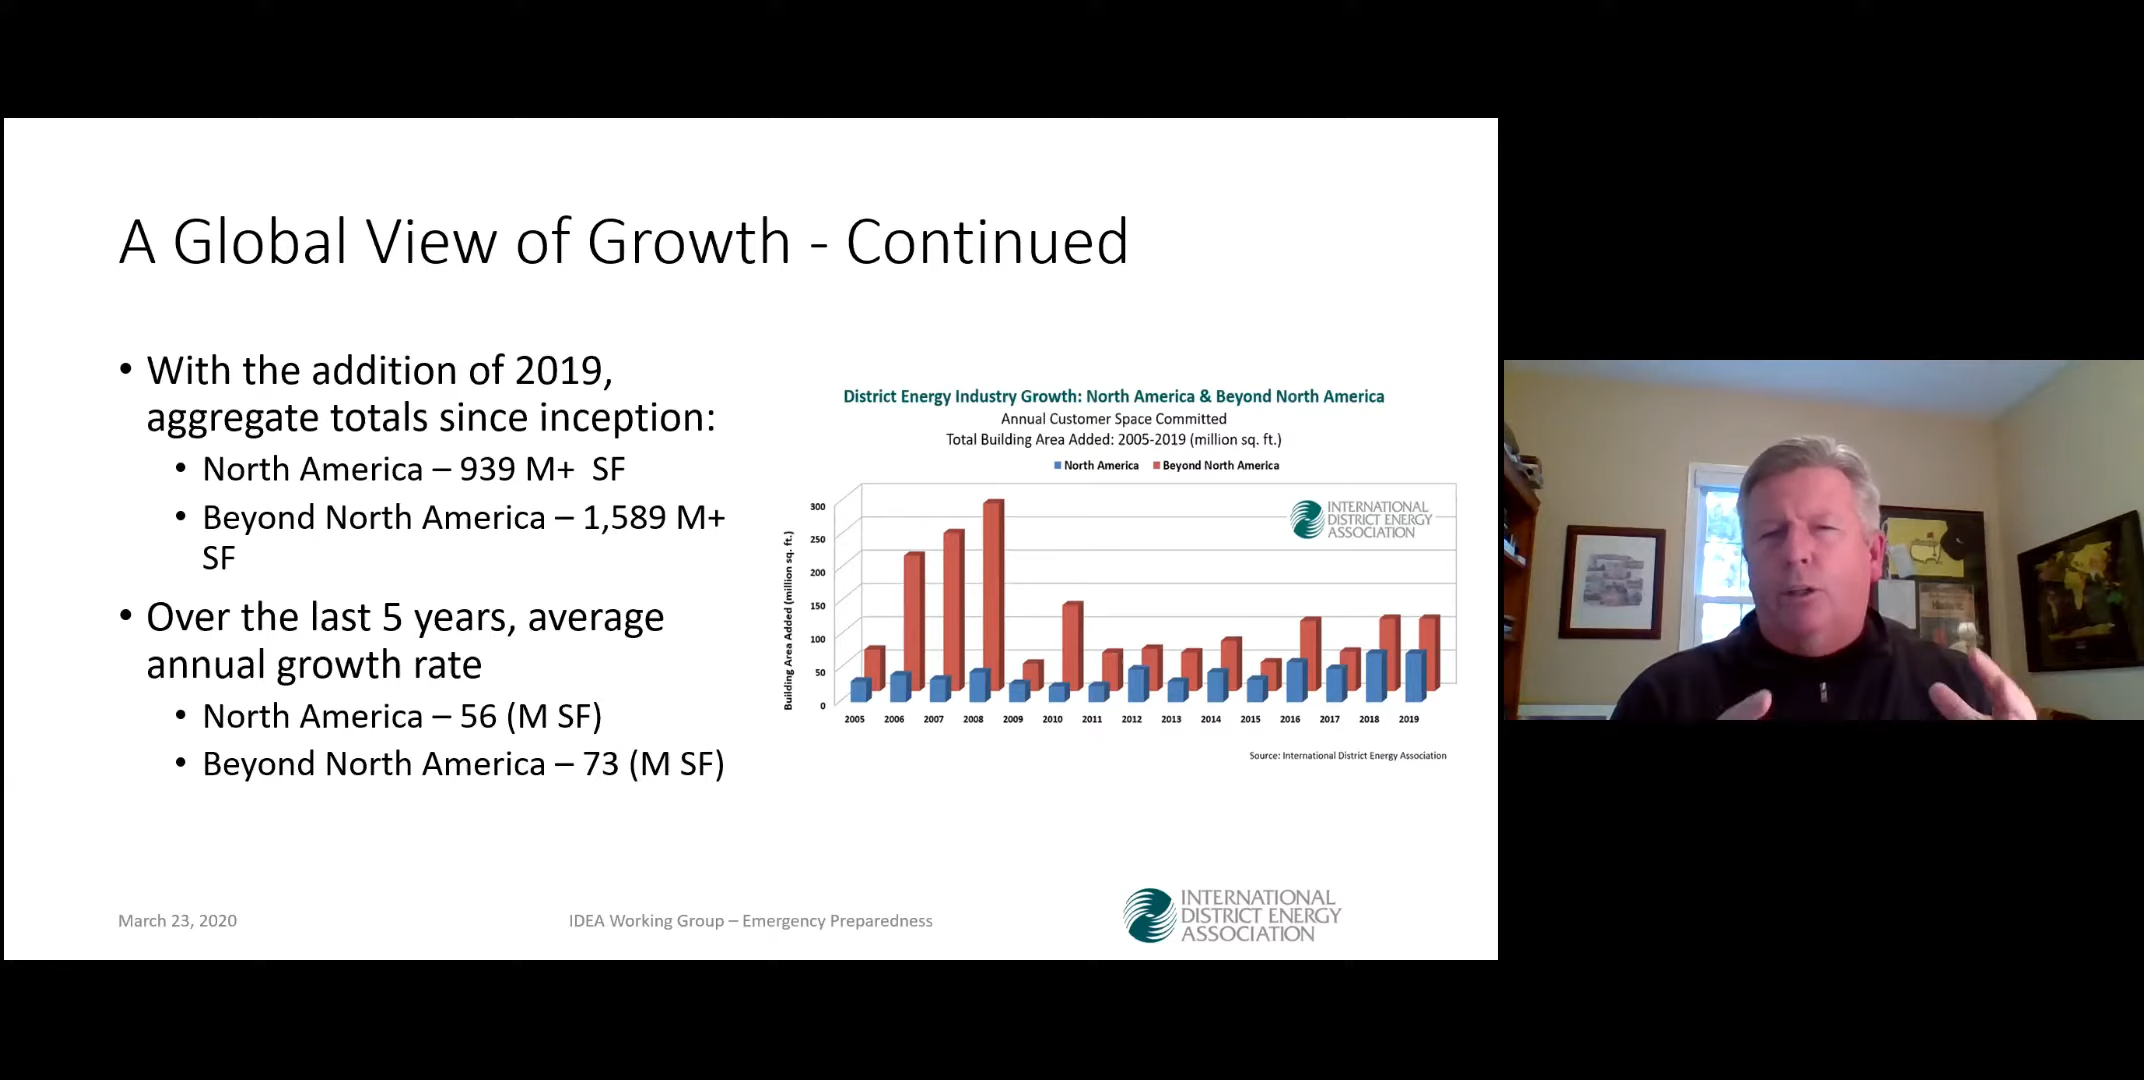 A Global View of Growth - Continued
• With the addition of 2019,
aggregate totals since inception:
• North America – 939 M+  SF
• Beyond North America – 1,589 M+
SF
• Over the last 5 years, average
annual growth rate
• North America – 56 (M SF)
• Beyond North America – 73 (M SF)
District Energy Industry Growth: North America & Beyond North America
Annual Customer Space Committed
Total Building Area Added: 2005-2019 (million sq. ft.)
North America
Beyond North America
INTERNATIONAL
DISTRICT ENERGY
ASSOCIATION
Building Area Added (million sq. ft.)
300
250
200
150
100
50
0
2005 2006 2007 2008 2009 2010 2011 2012 2013 2014 2015 2016 2017 2018 2019
Source: International District Energy Association
March 23, 2020
IDEA Working Group – Emergency Preparedness
INTERNATIONAL
DISTRICT ENERGY
ASSOCIATION